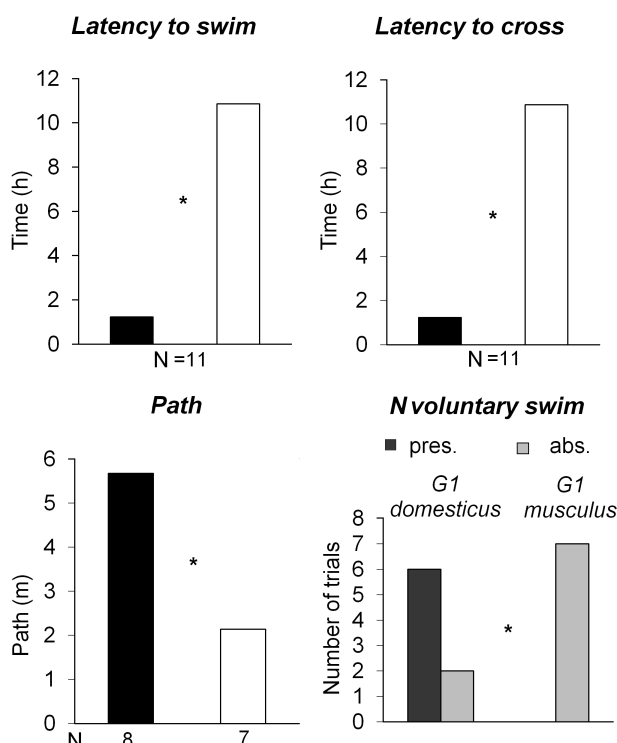 Latency to swim
12
10
8
6
4
2
0
Time (h)
*
N =11
Latency to cross
12
10
8
6
4
2
0
Time (h)
*
N =11
Path
6
5
4
3
2
1
0
Path (m)
*
N 8 7
N voluntary swim
pres. abs.
G1 domesticus
G1 musculus
8
7
6
5
4
3
2
1
0
Number of trials
*